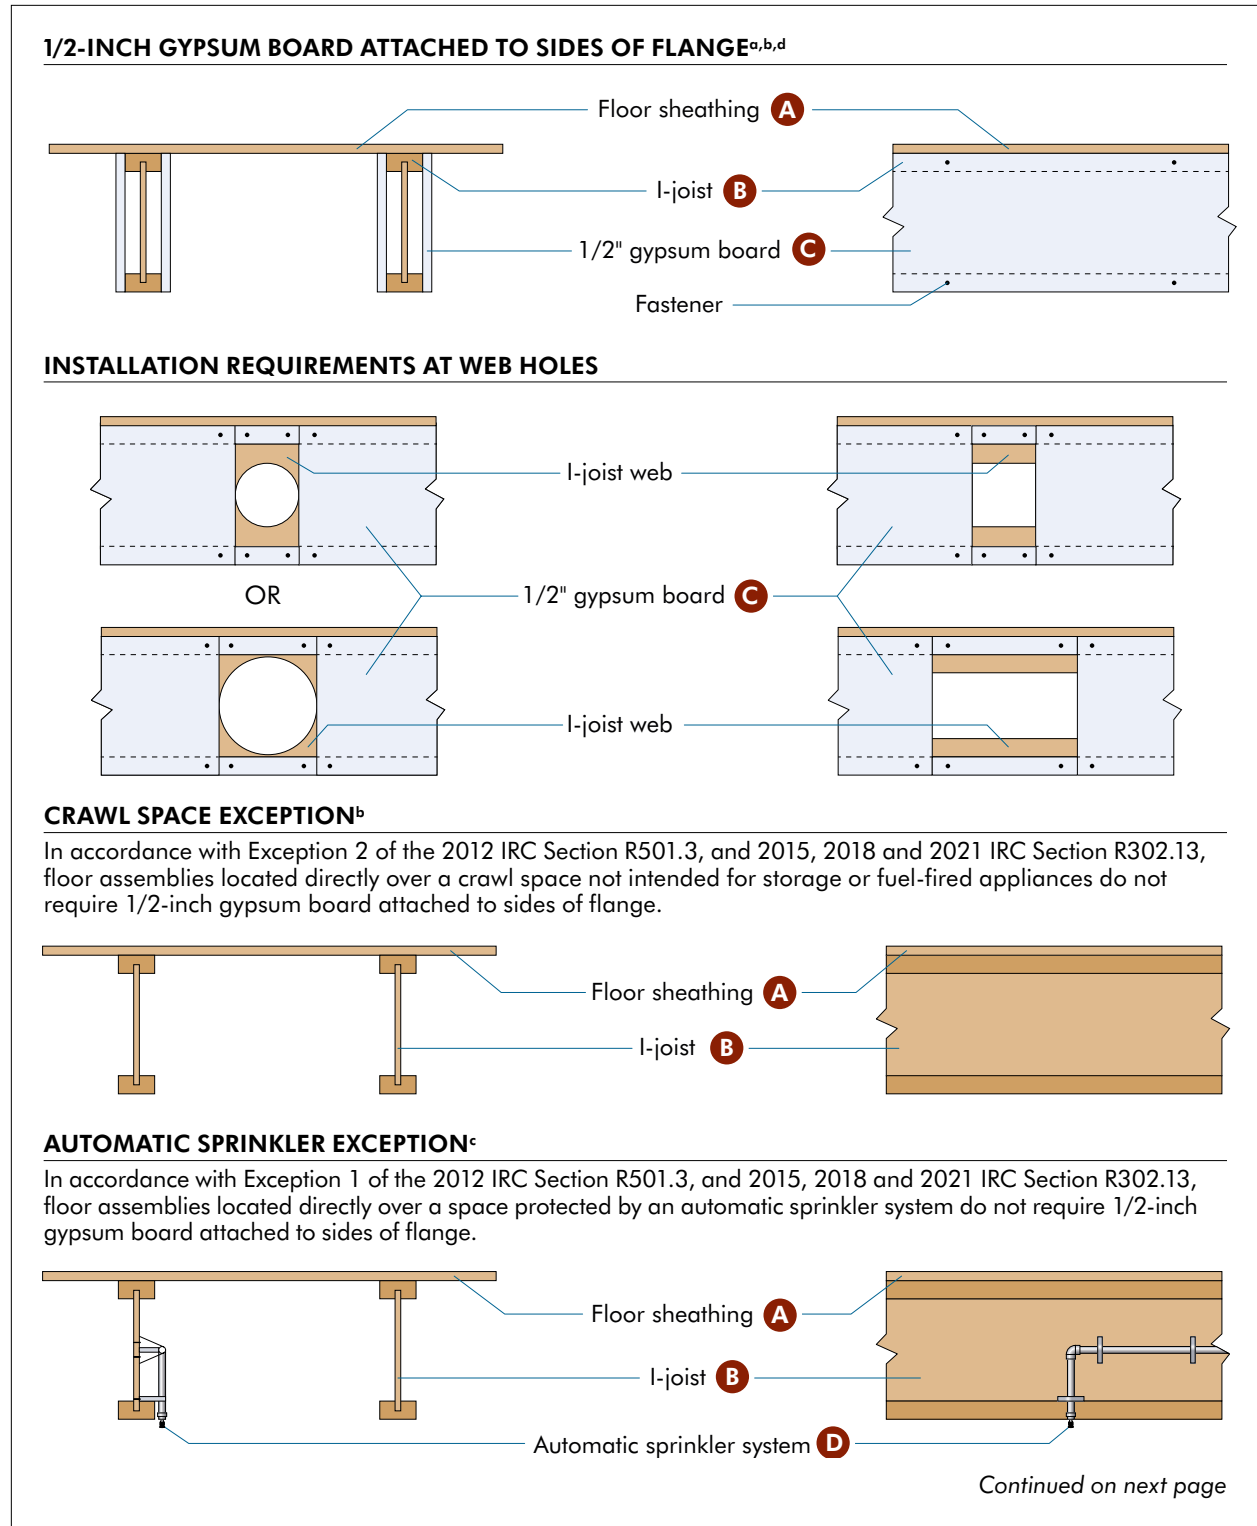 1/2-INCH GYPSUM BOARD ATTACHED TO SIDES OF FLANGEa,b,d
Floor sheathing A
I-joist B
1/2" gypsum board C
Fastener
INSTALLATION REQUIREMENTS AT WEB HOLES
I-joist web
OR
1/2" gypsum board C
I-joist web
CRAWL SPACE EXCEPTIONb
In accordance with Exception 2 of the 2012 IRC Section R501.3, and 2015, 2018 and 2021 IRC Section R302.13,
floor assemblies located directly over a crawl space not intended for storage or fuel-fired appliances do not
require 1/2-inch gypsum board attached to sides of flange.
Floor sheathing A
I-joist B
AUTOMATIC SPRINKLER EXCEPTIONc
In accordance with Exception 1 of the 2012 IRC Section R501.3, and 2015, 2018 and 2021 IRC Section R302.13,
floor assemblies located directly over a space protected by an automatic sprinkler system do not require 1/2-inch
gypsum board attached to sides of flange.
Floor sheathing A
I-joist B
Automatic sprinkler system D
Continued on next page